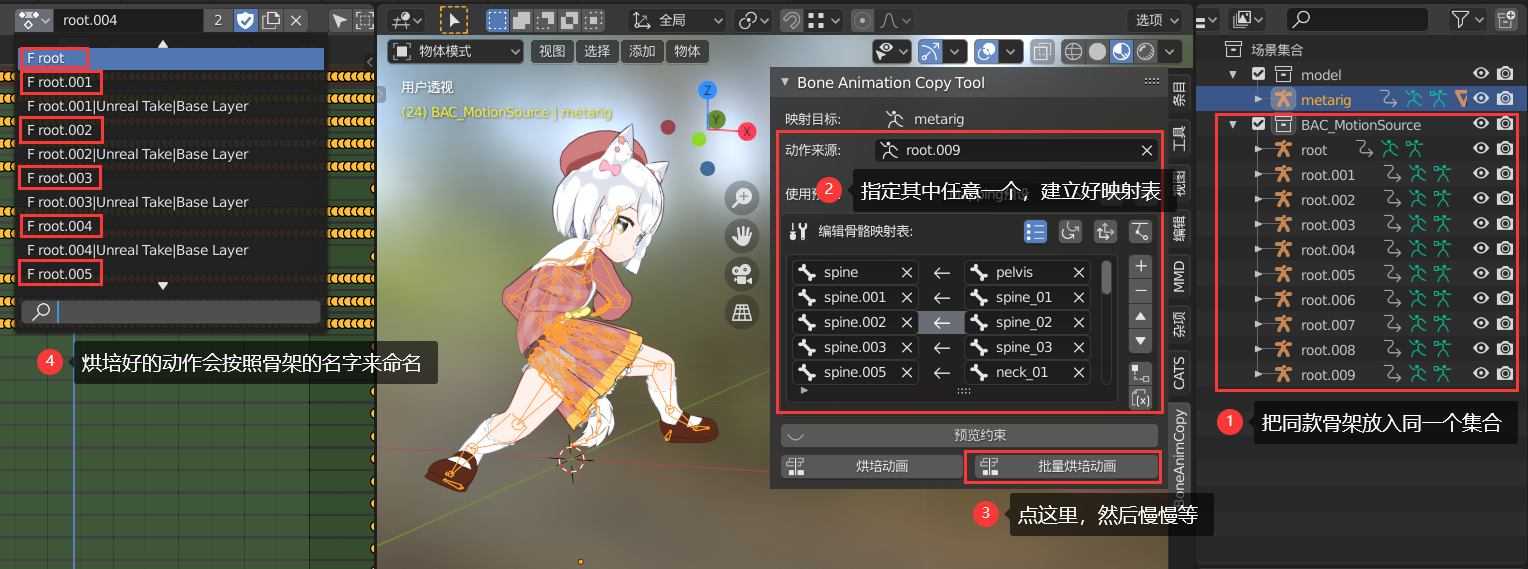 root.004
2
全局
选项
F root
F root.001
F root.001|Unreal Take|Base Layer
F root.002
F root.002|Unreal Take|Base Layer
F root.003
F root.003|Unreal Take|Base Layer
F root.004
F root.004|Unreal Take|Base Layer
F root.005
4 烘培好的动作会按照骨架的名字来命名
物体模式
视图
选择
添加
物体
用户透视
(24) BAC_MotionSource | metarig
Z
Y
X
Bone Animation Copy Tool
映射目标:
metarig
动作来源:
root.009
2 指定其中任意一个，建立好映射表
编辑骨骼映射表:
spine
pelvis
spine.001
spine_01
spine.002
spine_02
spine.003
spine_03
spine.005
neck_01
预览约束
烘培动画
批量烘培动画
3 点这里，然后慢慢等
条目
工具
视图
编辑
MMD
杂项
CATS
BoneAnimCopy
场景集合
model
metarig
BAC_MotionSource
root
root.001
root.002
root.003
root.004
root.005
root.006
root.007
root.008
root.009
1 把同款骨架放入同一个集合